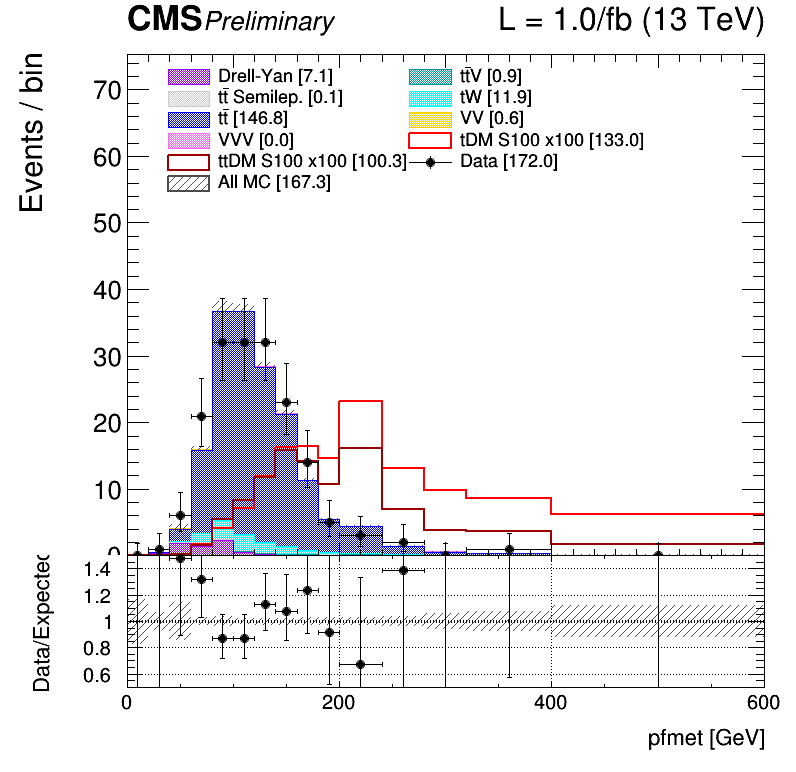 CMS Preliminary L = 1.0/fb (13 TeV)
Events / bin
Drell-Yan [7.1]
tt̄ Semilep. [0.1]
tt̄ [146.8]
VVV [0.0]
ttDM S100 x100 [100.3]
All MC [167.3]
tt̄V [0.9]
tW [11.9]
VV [0.6]
tDM S100 x100 [133.0]
Data [172.0]
70
60
50
40
30
20
10
0
Data/Expected
1.4
1.2
1
0.8
0.6
0 200 400 600
pfmet [GeV]